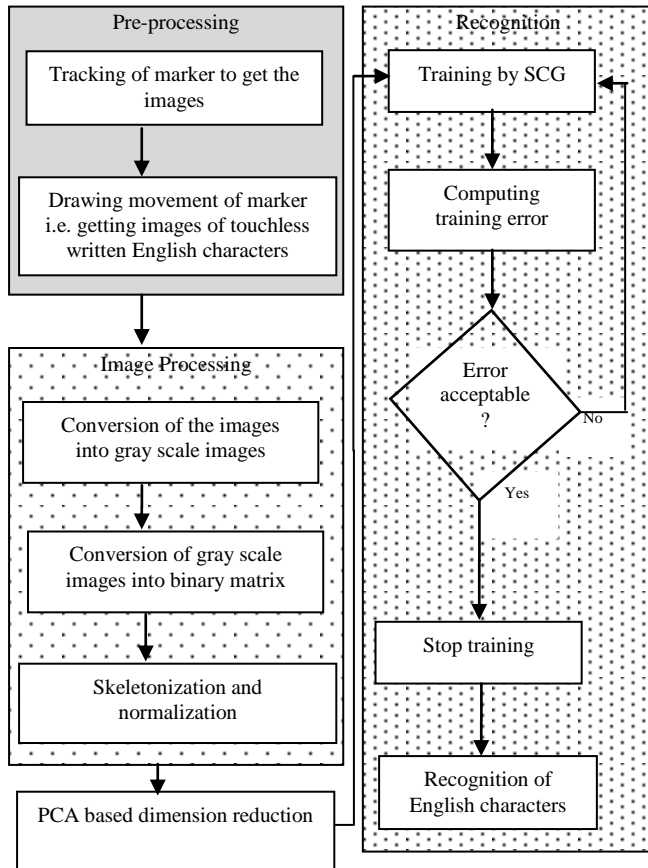 Pre-processing
Tracking of marker to get the
images
Drawing movement of marker
i.e. getting images of touchless
written English characters
Image Processing
Conversion of the images
into gray scale images
Conversion of gray scale
images into binary matrix
Skeletonization and
normalization
PCA based dimension reduction
Recognition
Training by SCG
Computing
training error
Error
acceptable
?
No
Yes
Stop training
Recognition of
English characters